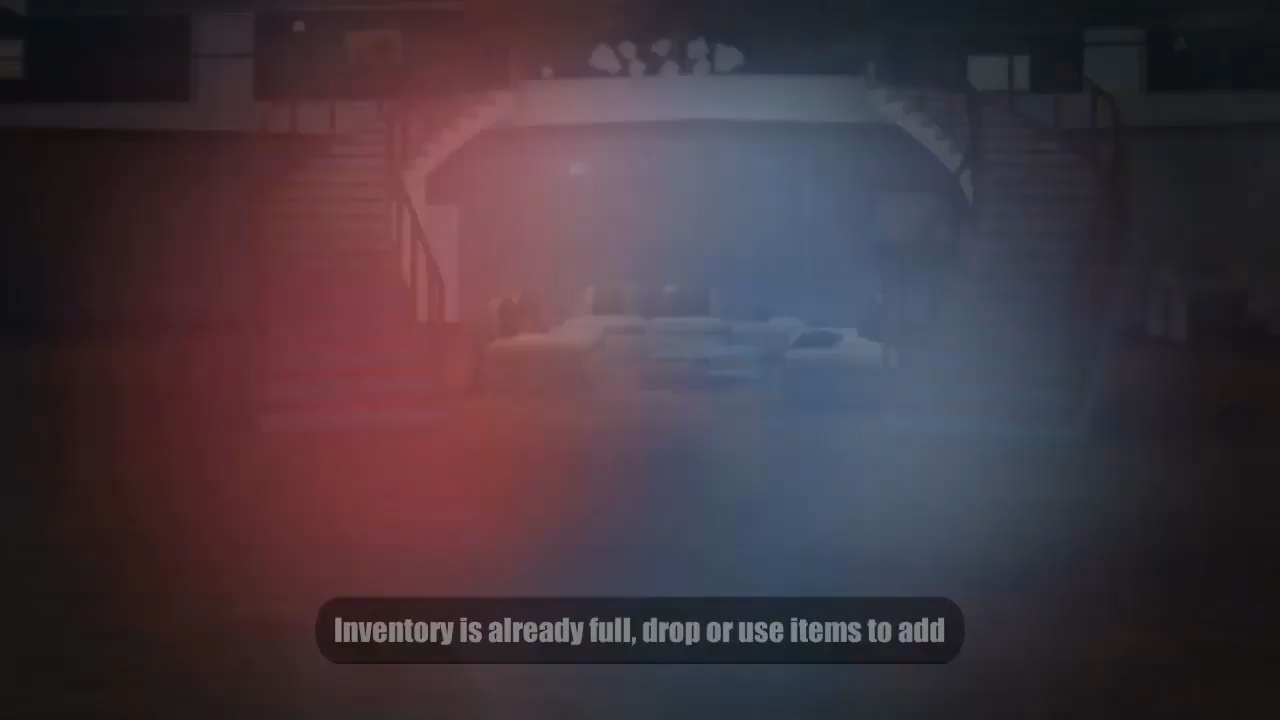 Inventory is already full, drop or use items to add